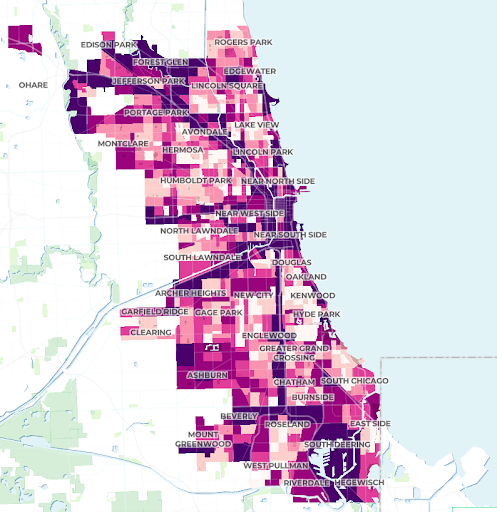 ROGERS PARK
EDISON PARK
FOREST GLEN
EDGEWATER
OHARE
JEFFERSON PARK
LINCOLN SQUARE
PORTAGE PARK
LAKE VIEW
AVONDALE
MONTCLARE
HERMOSA
LINCOLN PARK
HUMBOLDT PARK
NEAR NORTH SIDE
NEAR WEST SIDE
NORTH LAWNDALE
NEAR SOUTH SIDE
SOUTH LAWNDALE
DOUGLAS
OAKLAND
ARCHER HEIGHTS
NEW CITY
KENWOOD
GARFIELD RIDGE
GAGE PARK
HYDE PARK
CLEARING
ENGLEWOOD
GREATER GRAND
CROSSING
ASHBURN
CHATHAM
SOUTH CHICAGO
BURNSIDE
BEVERLY
ROSELAND
EAST SIDE
MOUNT
GREENWOOD
SOUTH DEERING
WEST PULLMAN
RIVERDALE
HEGEWISCH